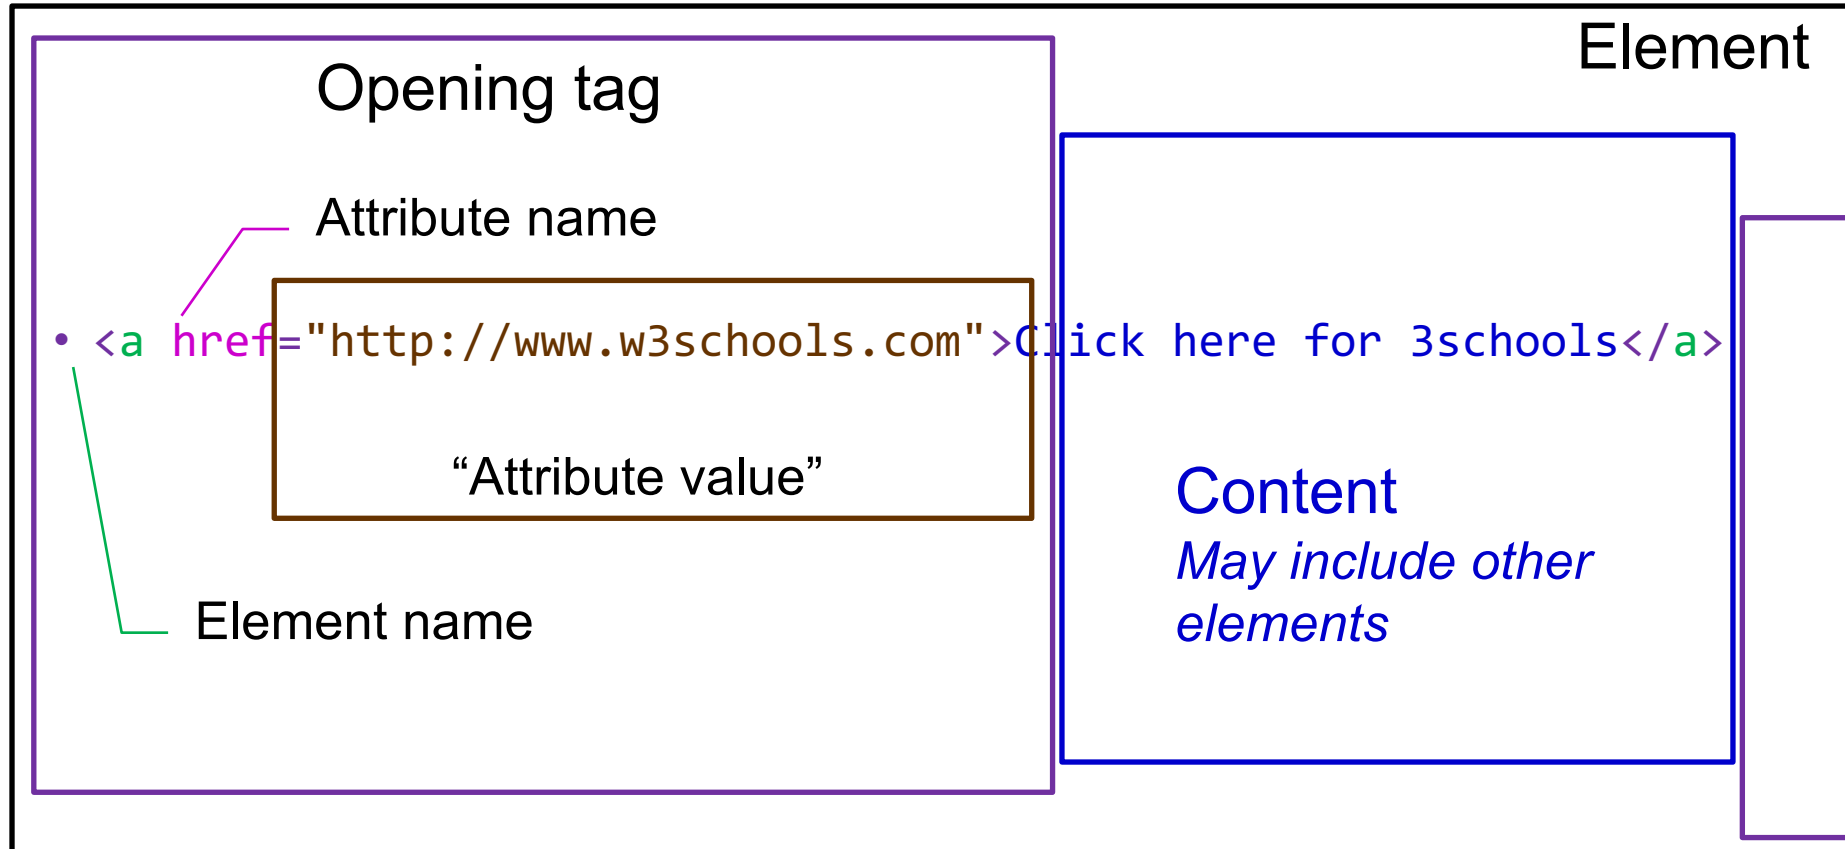 Element
Opening tag
Attribute name
• <a href="http://www.w3schools.com">Click here for 3schools</a>
“Attribute value”
Content
May include other
elements
Element name